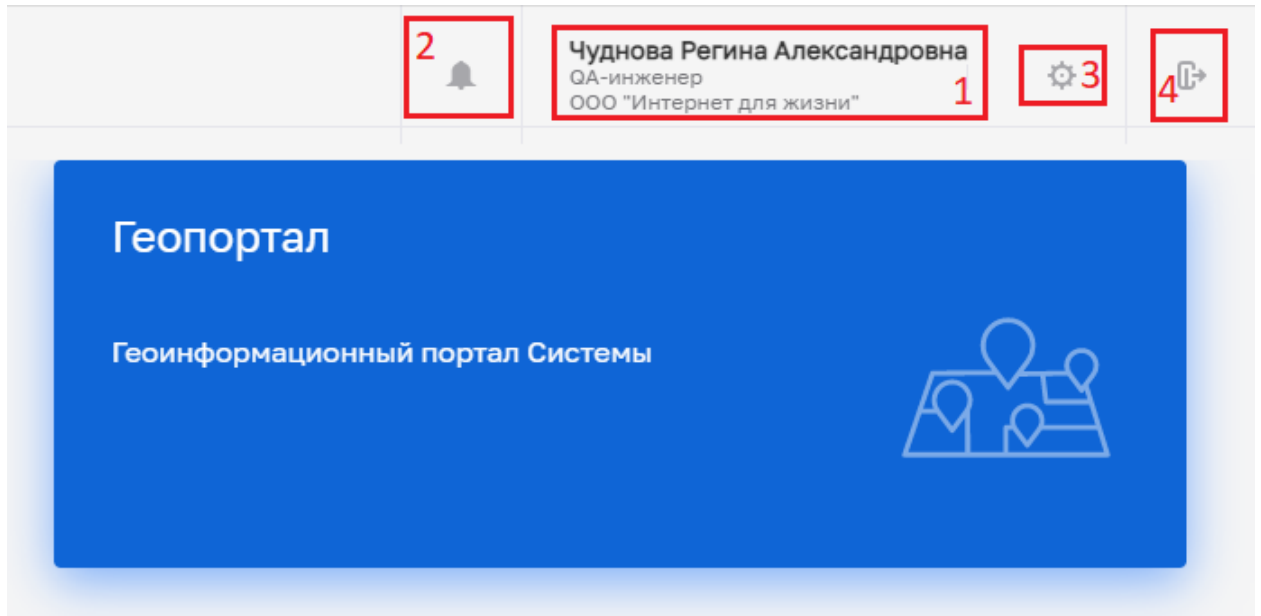 2
Чуднова Регина Александровна
QA-инженер
ООО "Интернет для жизни"
1
3
4
Геопортал
Геоинформационный портал Системы